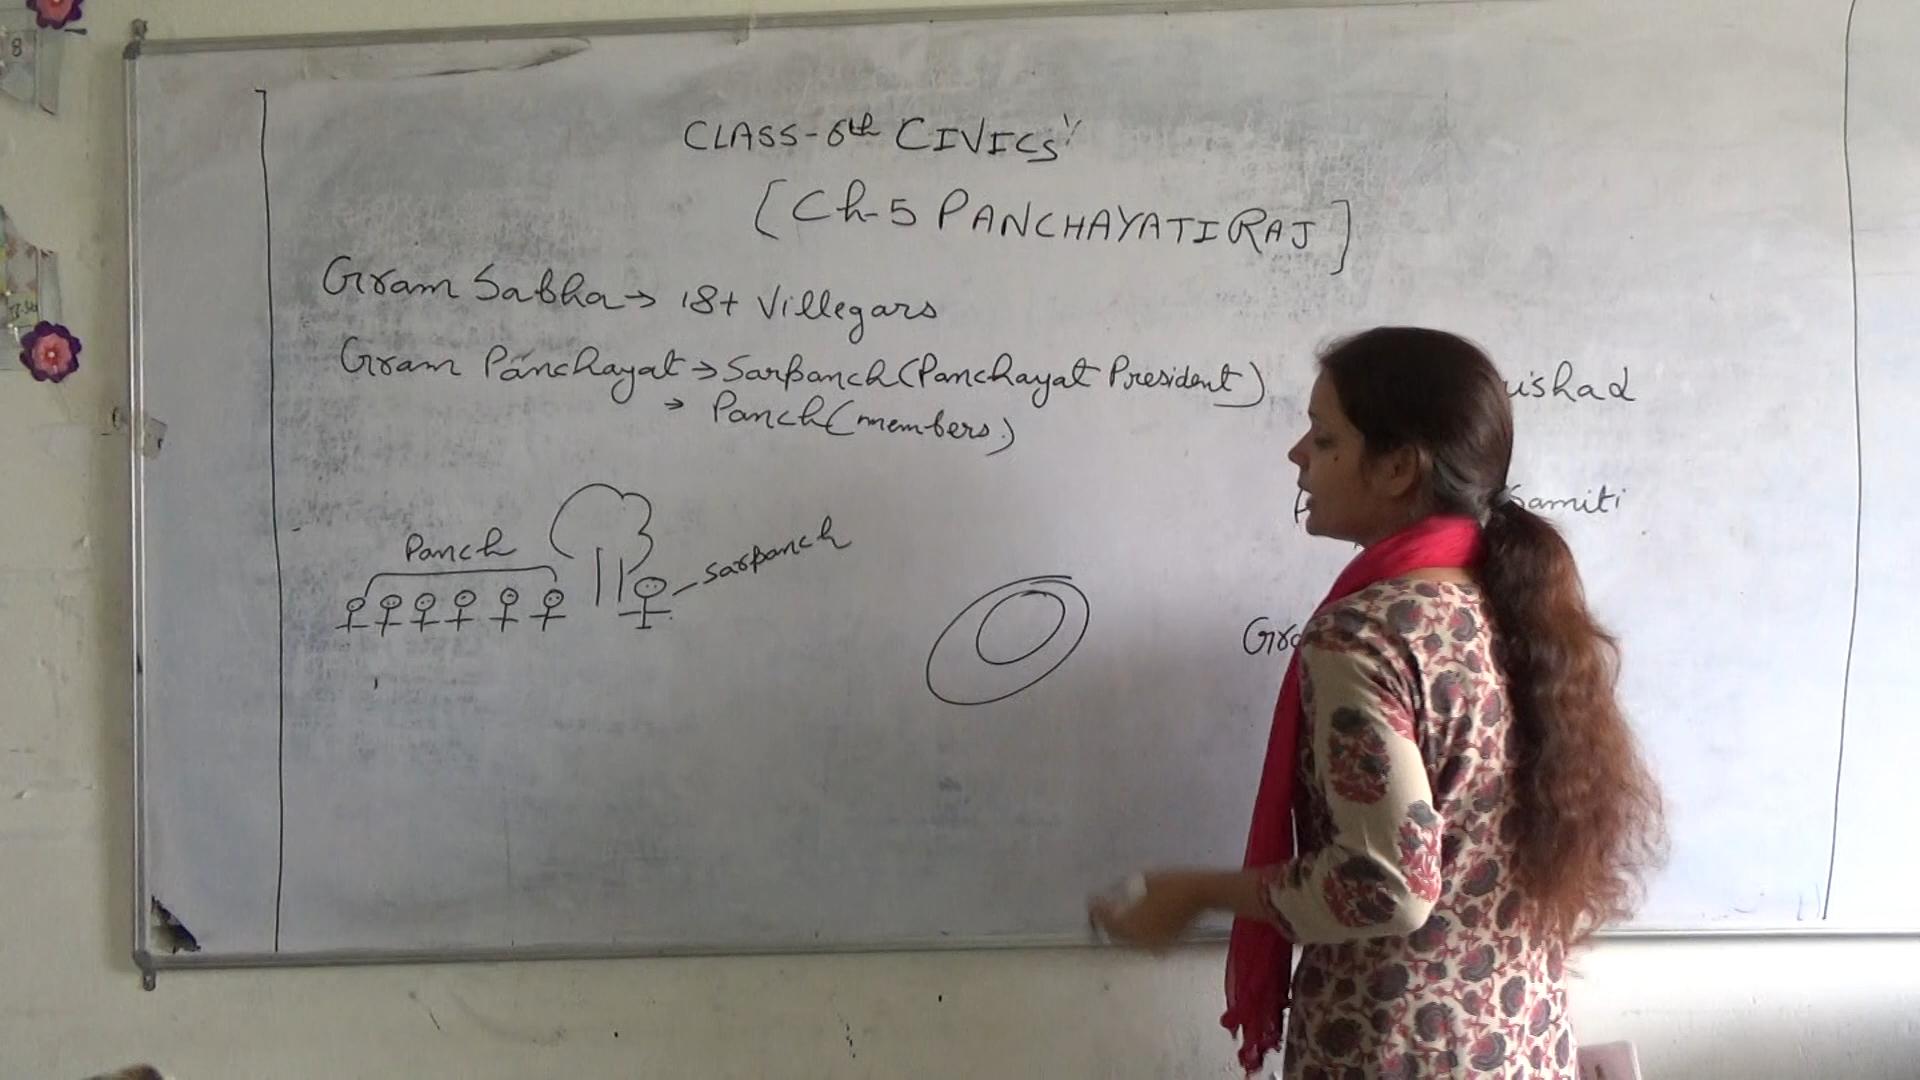 CLASS-6th CIVICS
[Ch-5 PANCHAYATI RAJ]
Gram Sabha → 18+ Villegars
Gram Panchayat → Sarpanch (Panchayat President)
→ Panch (members.)
Panch
Sarpanch
Samiti
8